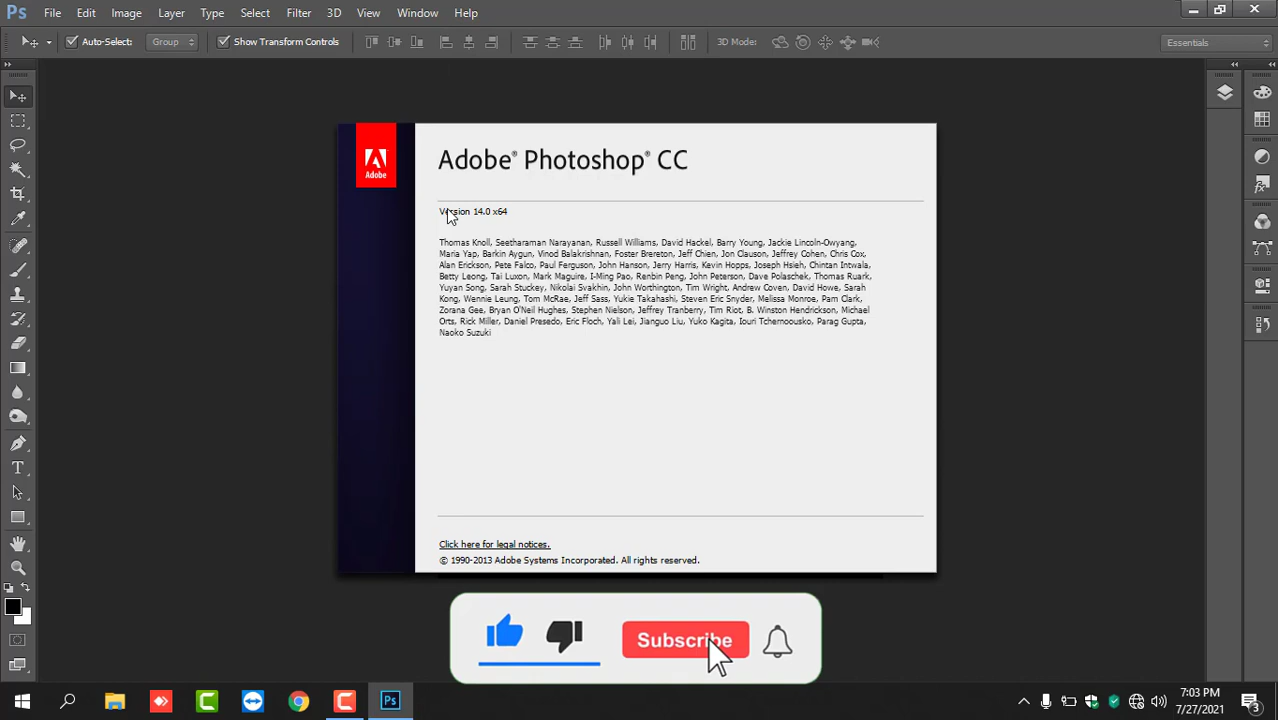 Ps File Edit Image Layer Type Select Filter 3D View Window Help
Auto-Select: Group Show Transform Controls 3D Mode: Essentials
Adobe
Adobe® Photoshop® CC
Version 14.0 x64
Thomas Knoll, Seetharaman Narayanan, Russell Williams, David Hackel, Barry Young, Jackie Lincoln-Owyang,
Maria Yap, Barkin Aygun, Vinod Balakrishnan, Foster Brereton, Jeff Chien, Jon Clauson, Jeffrey Cohen, Chris Cox,
Alan Erickson, Pete Falco, Paul Ferguson, John Hanson, Jerry Harris, Kevin Hopps, Joseph Hsieh, Chintan Intwala,
Betty Leong, Tai Luxon, Mark Maguire, I-Ming Pao, Renbin Peng, John Peterson, Dave Polaschek, Thomas Ruark,
Yuyan Song, Sarah Stuckey, Nikolai Svakhin, John Worthington, Tim Wright, Andrew Coven, David Howe, Sarah
Kong, Wennie Leung, Tom McRae, Jeff Sass, Yukie Takahashi, Steven Eric Snyder, Melissa Monroe, Pam Clark,
Zorana Gee, Bryan O'Neil Hughes, Stephen Nielson, Jeffrey Tranberry, Tim Riot, B. Winston Hendrickson, Michael
Orts, Rick Miller, Daniel Presedo, Eric Floch, Yali Lei, Jianguo Liu, Yuko Kagita, Iouri Tchernoousko, Parag Gupta,
Naoko Suzuki
Click here for legal notices.
© 1990-2013 Adobe Systems Incorporated. All rights reserved.
Subscribe
T
Ps
7:03 PM
7/27/2021
3